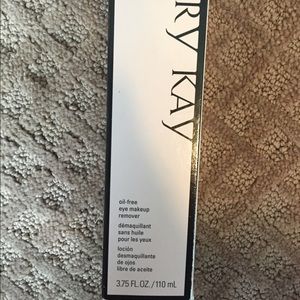 RY KAY
oil-free
eye makeup
remover
démaquillant
sans huile
pour les yeux
loción
desmaquillante
de ojos
libre de aceite
3.75 FL.OZ. / 110 mL